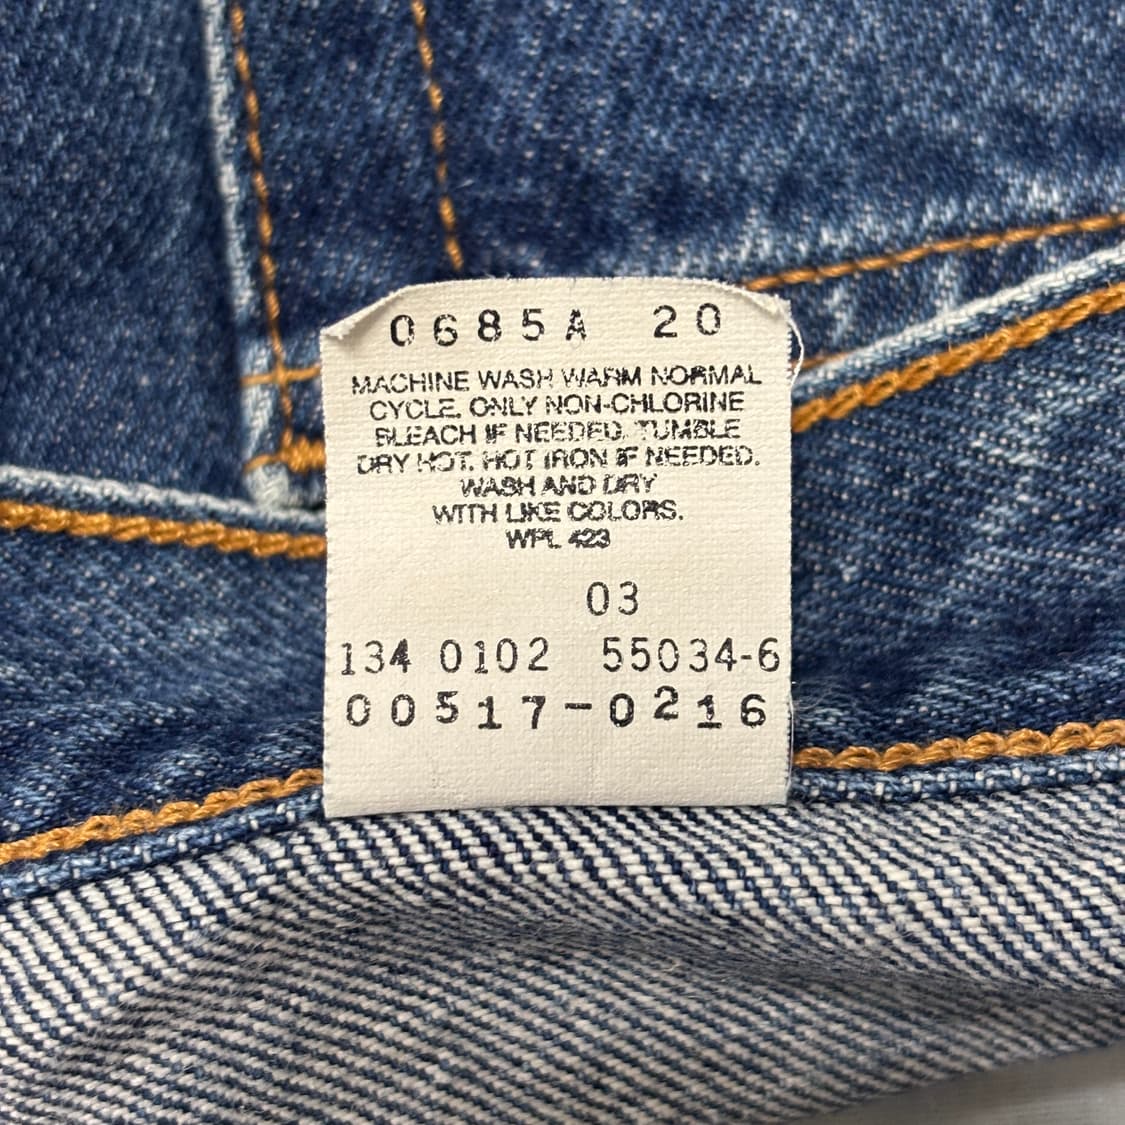 0685A 20
MACHINE WASH WARM NORMAL
CYCLE, ONLY NON-CHLORINE
BLEACH IF NEEDED. TUMBLE
DRY HOT. HOT IRON IF NEEDED.
WASH AND DRY
WITH LIKE COLORS.
WPL 423
03
134 0102 55034-6
00517-0216